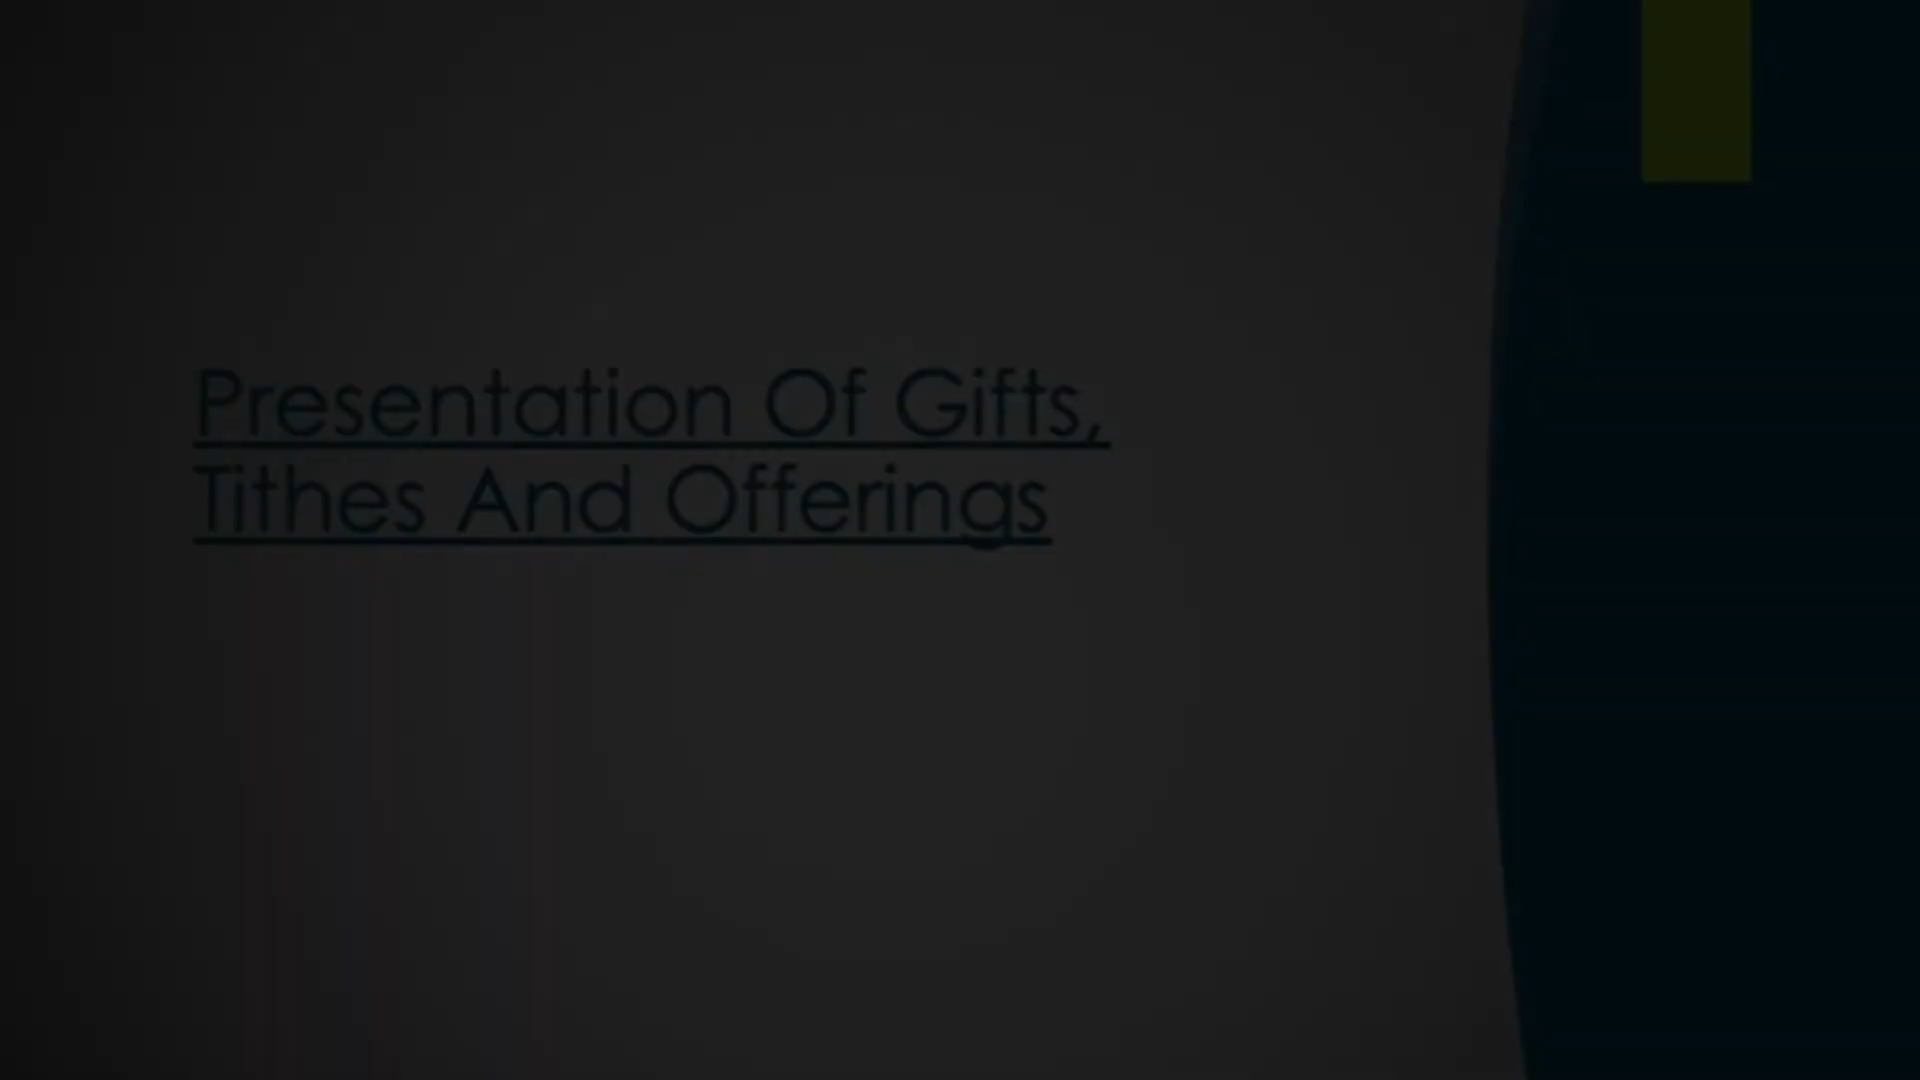 Presentation Of Gifts,
Tithes And Offerings